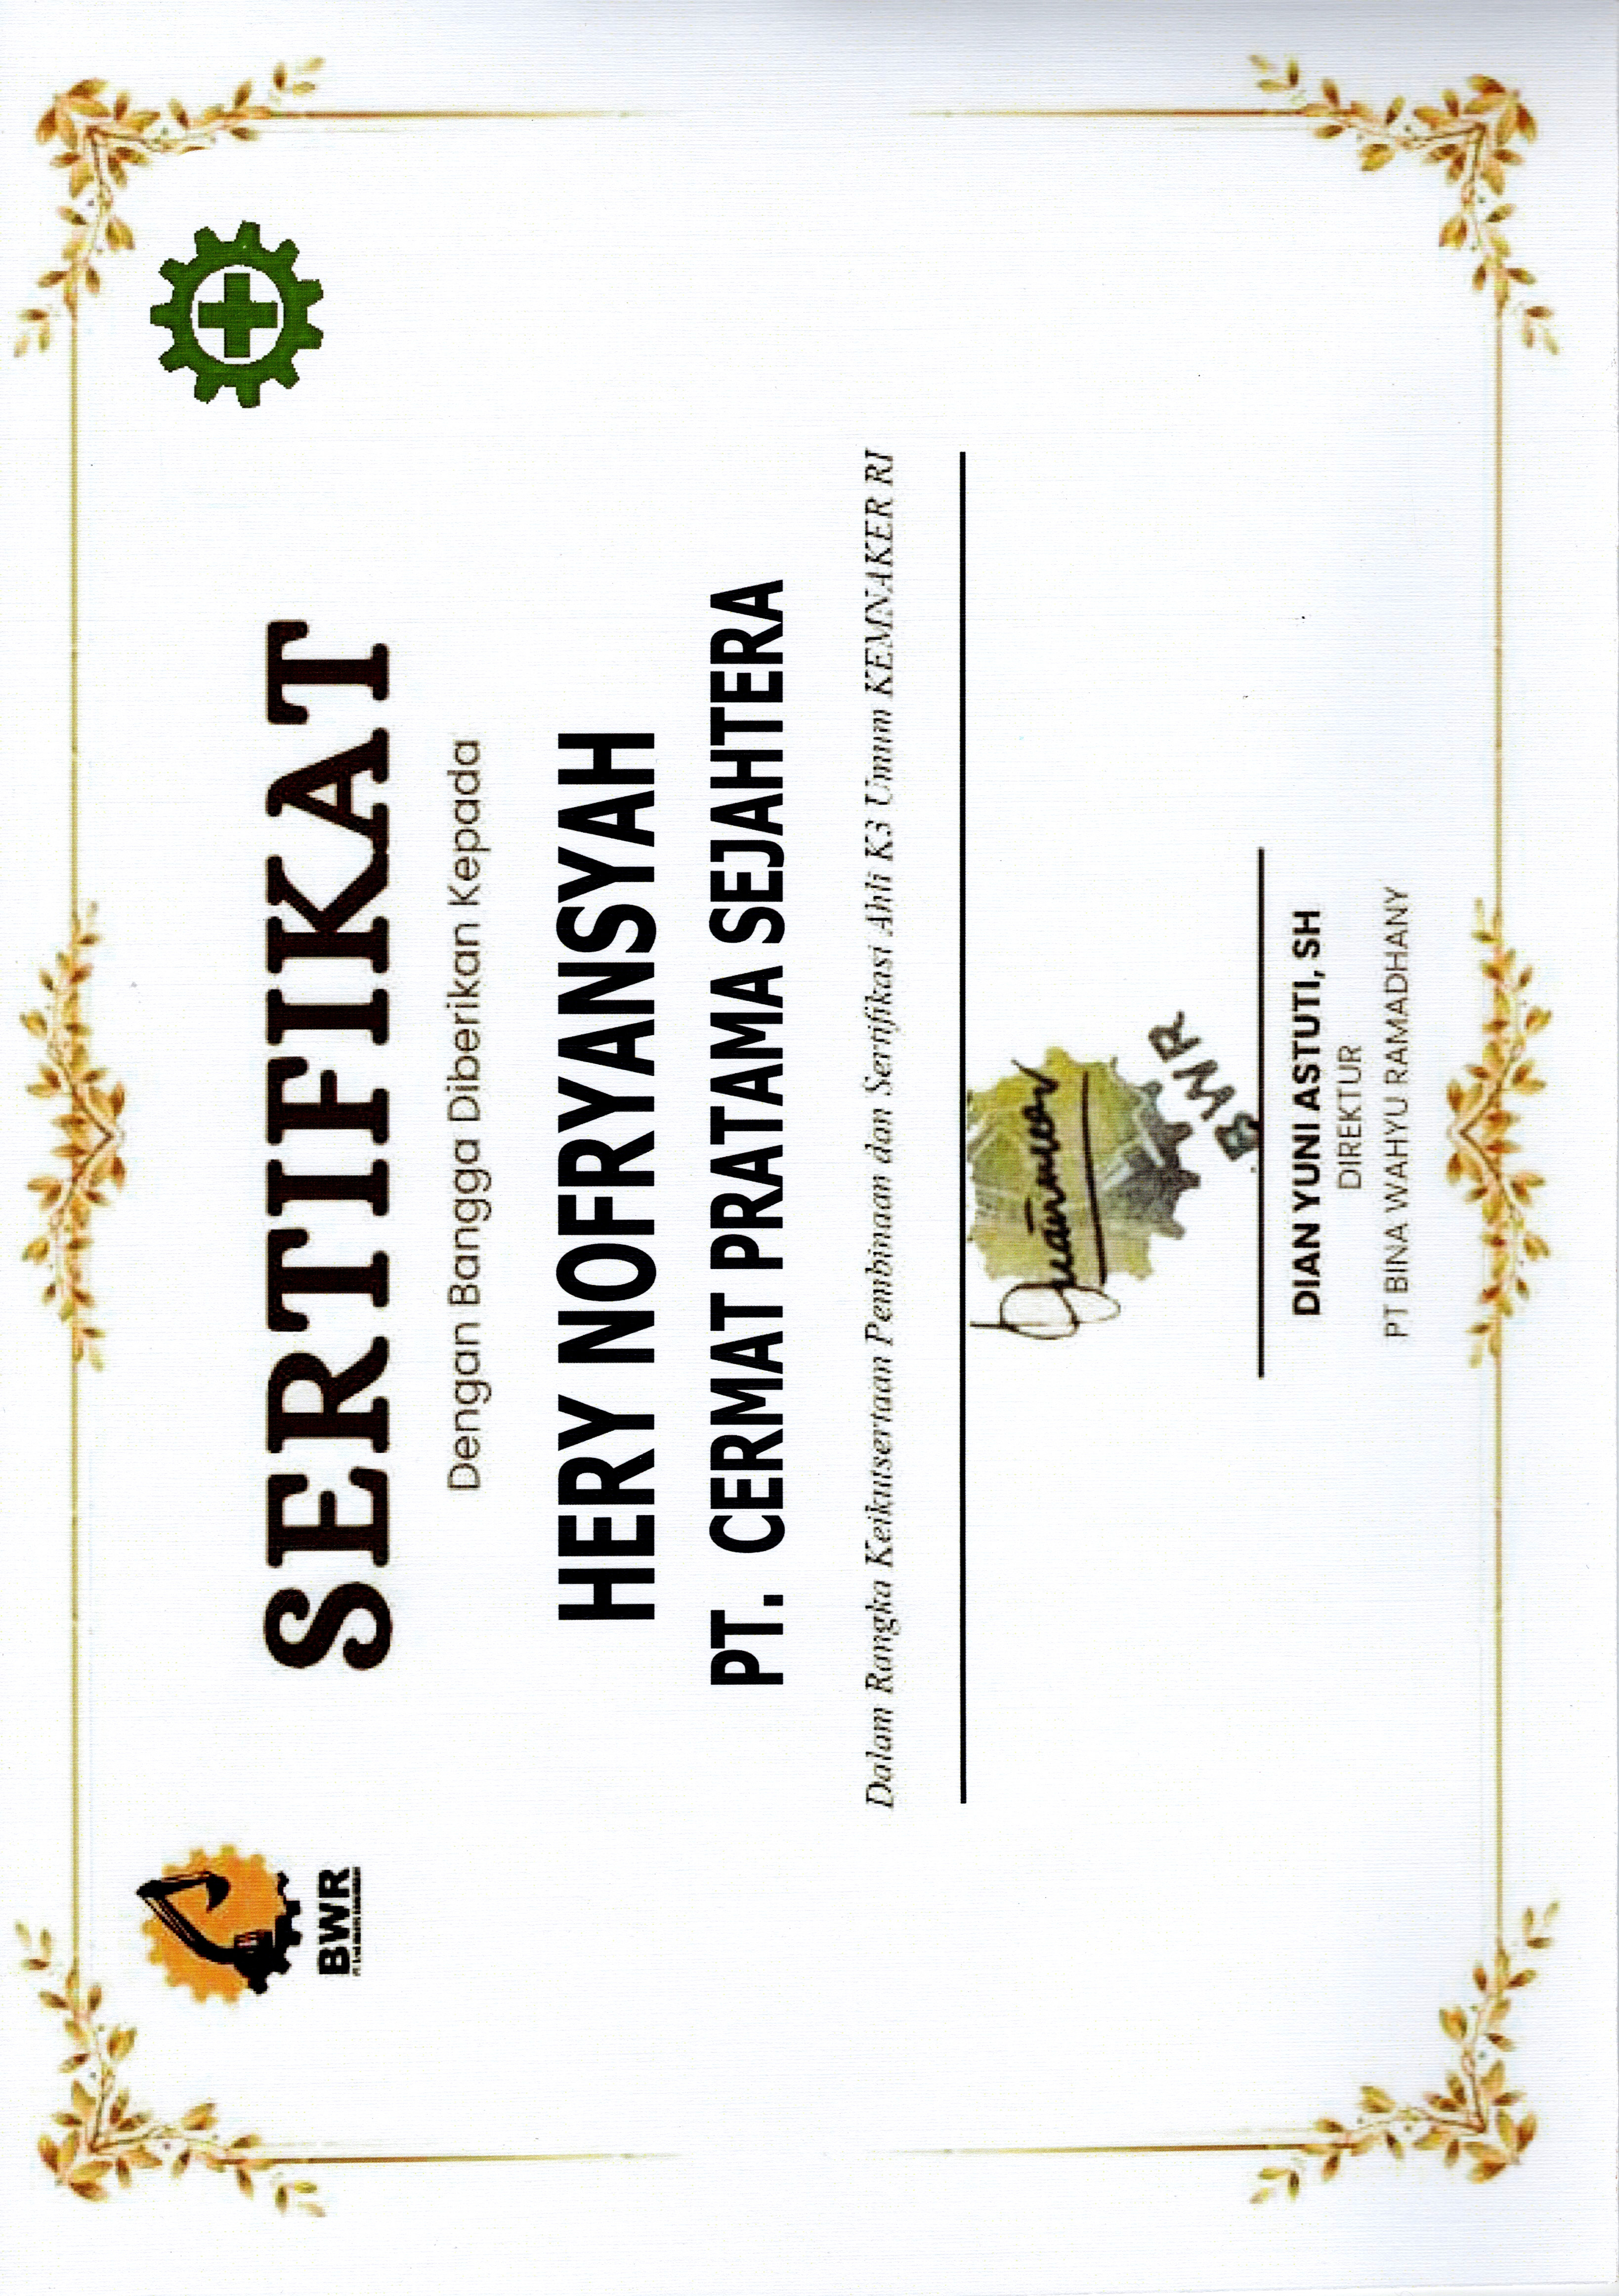 BWR
SERTIFIKAT
Dengan Bangga Diberikan Kepada
HERY NOFRYANSYAH
PT. CERMAT PRATAMA SEJAHTERA
Dalam Rangka Keikutsertaan Pembinaan dan Sertifikasi Ahli K3 Umum KEMNAKER RI
BWR
DIAN YUNI ASTUTI, SH
DIREKTUR
PT BINA WAHYU RAMADHANY